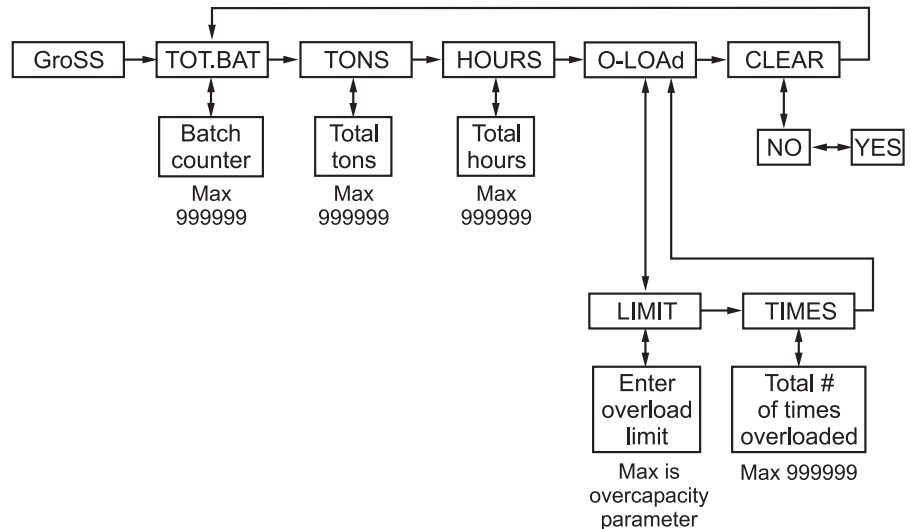 GroSS
TOT.BAT
TONS
HOURS
O-LOAd
CLEAR
Batch
counter
Max
999999
Total
tons
Max
999999
Total
hours
Max
999999
NO
YES
LIMIT
TIMES
Enter
overload
limit
Max is
overcapacity
parameter
Total #
of times
overloaded
Max 999999